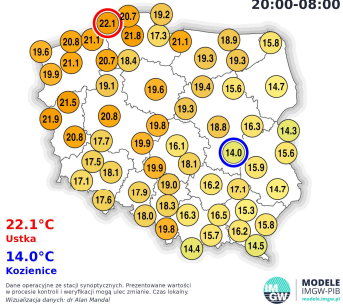 20:00-08:00
20.7 19.2
22.1
20.8 21.1 21.8 17.3 21.1 18.9 15.8
19.6
21.1 20.7 18.4 19.3 19.3
19.9
19.1 19.6 19.4 15.6 14.7
21.5
19.3
21.9 20.8 19.8 18.8 16.3 14.3
20.8 17.7 19.9 16.1 14.0 15.6
17.5 18.1 19.9 18.1 15.9
17.1 19.0 16.2 17.1 14.7
17.6 17.9 18.3
18.0 16.3 16.5 15.3
19.8 15.7 16.2 15.8
14.4 14.5
22.1°C
Ustka
14.0°C
Kozienice
Dane operacyjne ze stacji synoptycznych. Prezentowane wartości
w procesie kontroli i weryfikacji mogą ulec zmianie. Czas lokalny.
Wizualizacja danych: dr Alan Mandal
IM
GW
MODELE
IMGW-PIB
modele.imgw.pl